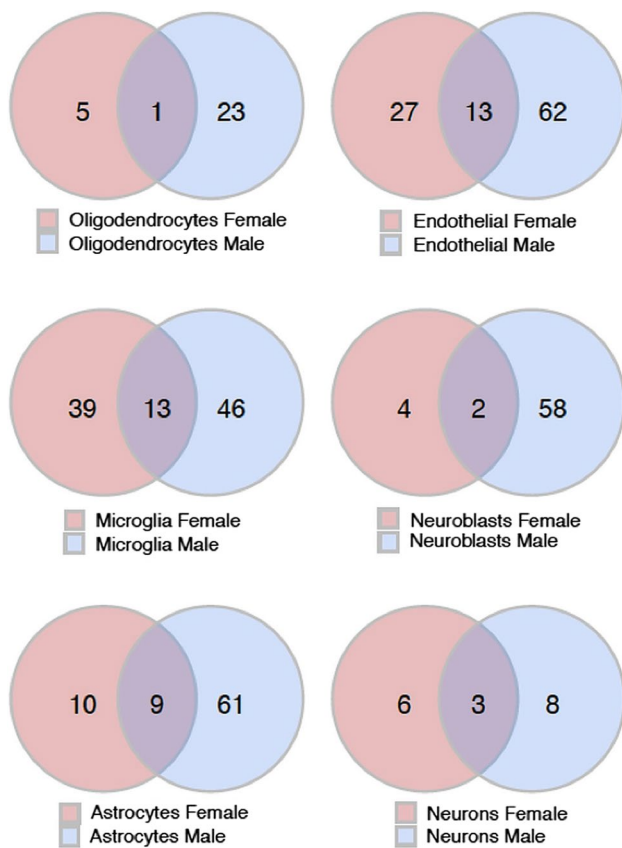 5 1 23
Oligodendrocytes Female
Oligodendrocytes Male
27 13 62
Endothelial Female
Endothelial Male
39 13 46
Microglia Female
Microglia Male
4 2 58
Neuroblasts Female
Neuroblasts Male
10 9 61
Astrocytes Female
Astrocytes Male
6 3 8
Neurons Female
Neurons Male